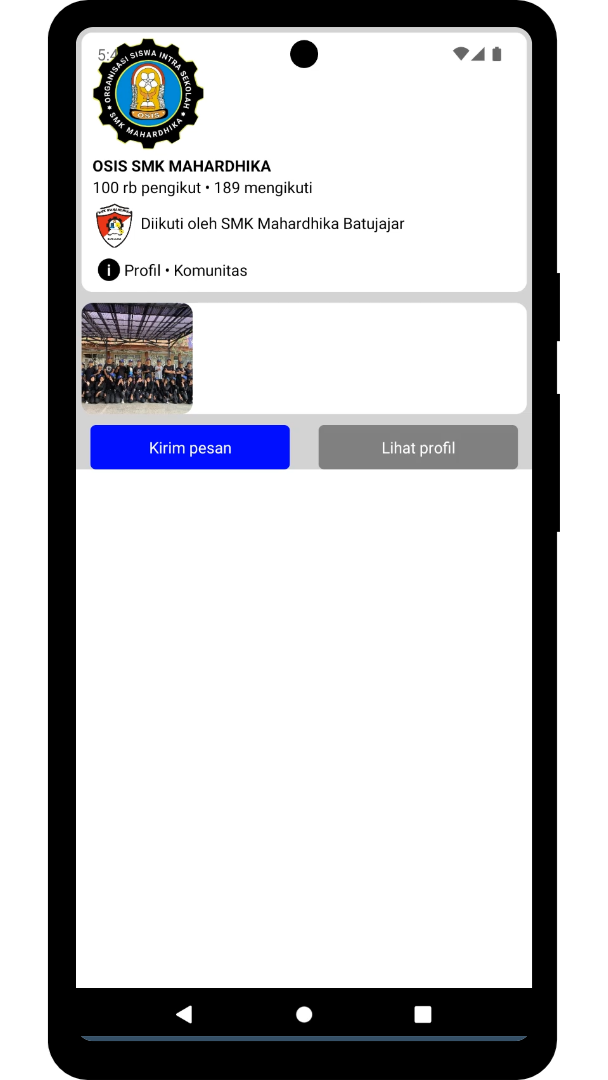 5:4
ORGANISASI SISWA INTRA SEKOLAH
OSIS
SMK MAHARDHIKA
OSIS SMK MAHARDHIKA
100 rb pengikut • 189 mengikuti
Diikuti oleh SMK Mahardhika Batujajar
i Profil • Komunitas
Kirim pesan
Lihat profil